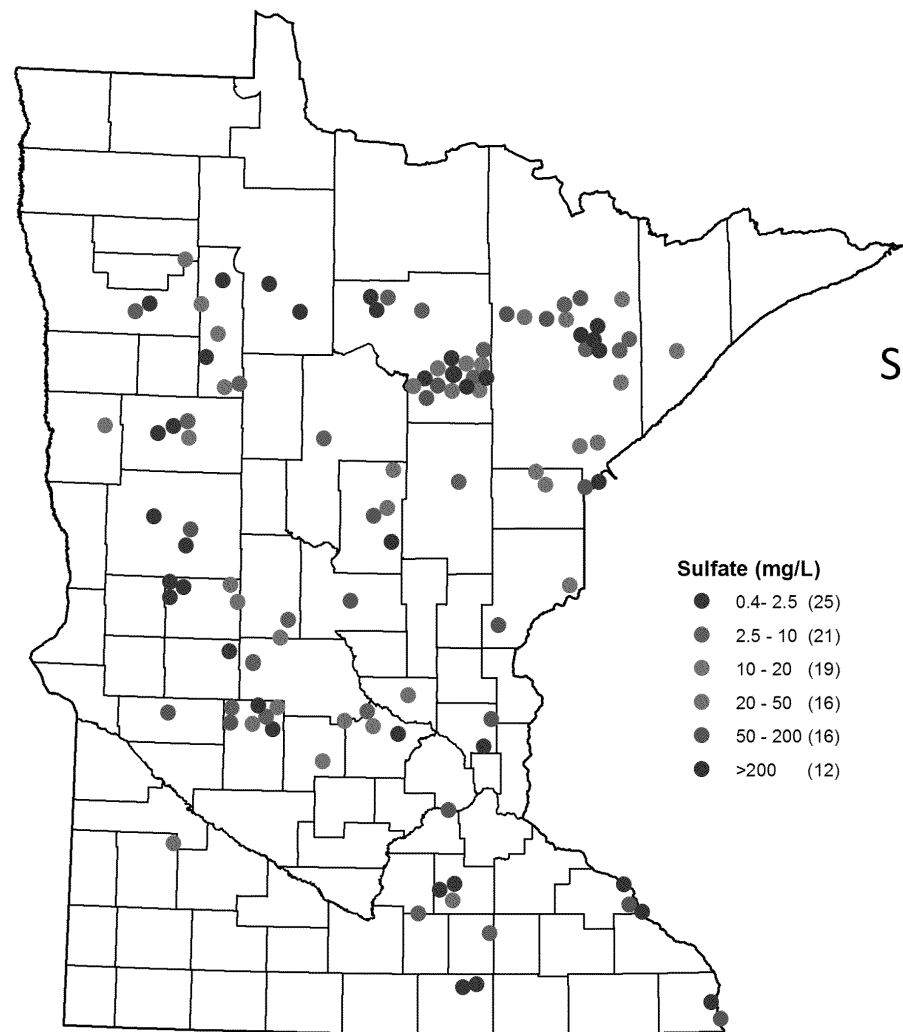 S
Sulfate (mg/L)
0.4- 2.5 (25)
2.5 - 10 (21)
10 - 20 (19)
20 - 50 (16)
50 - 200 (16)
>200 (12)